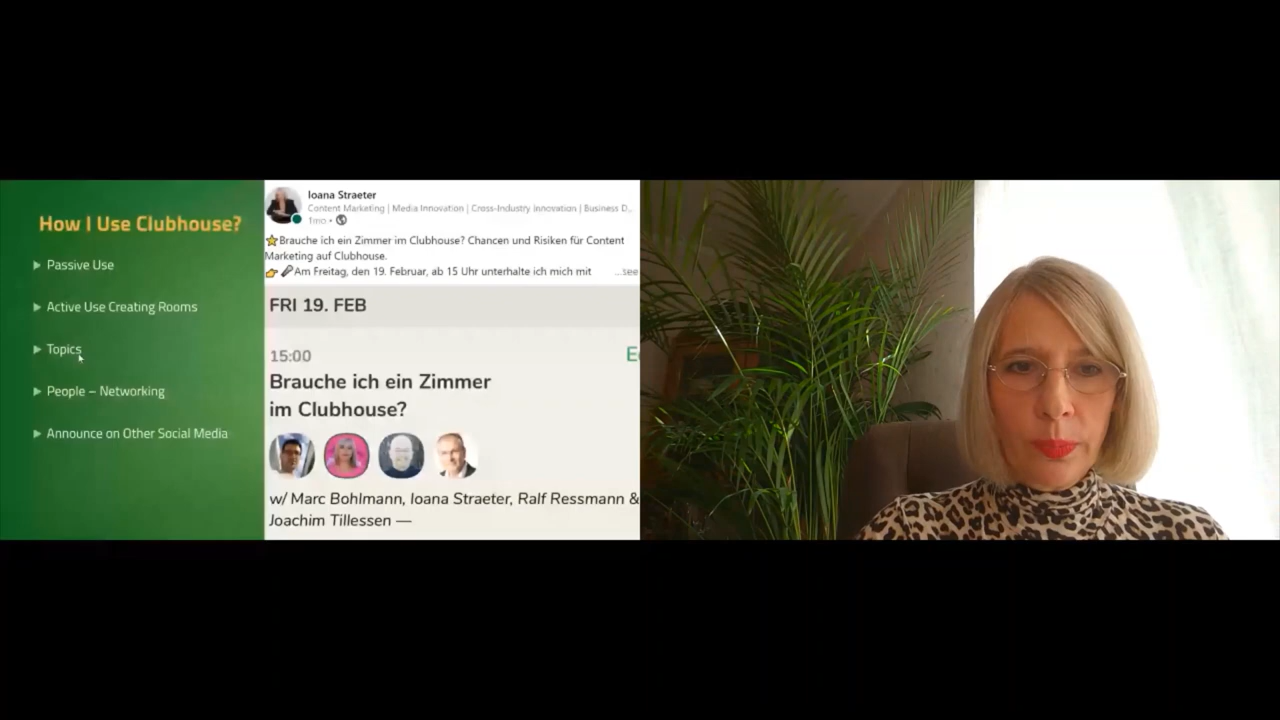 How I Use Clubhouse?
Passive Use
Active Use Creating Rooms
Topics
People – Networking
Announce on Other Social Media
Ioana Straeter
Content Marketing | Media Innovation | Cross-Industry Innovation | Business D...
1mo •
Brauche ich ein Zimmer im Clubhouse? Chancen und Risiken für Content
Marketing auf Clubhouse.
Am Freitag, den 19. Februar, ab 15 Uhr unterhalte ich mich mit ...see
FRI 19. FEB
15:00
Brauche ich ein Zimmer
im Clubhouse?
w/ Marc Bohlmann, Ioana Straeter, Ralf Ressmann &
Joachim Tillessen —